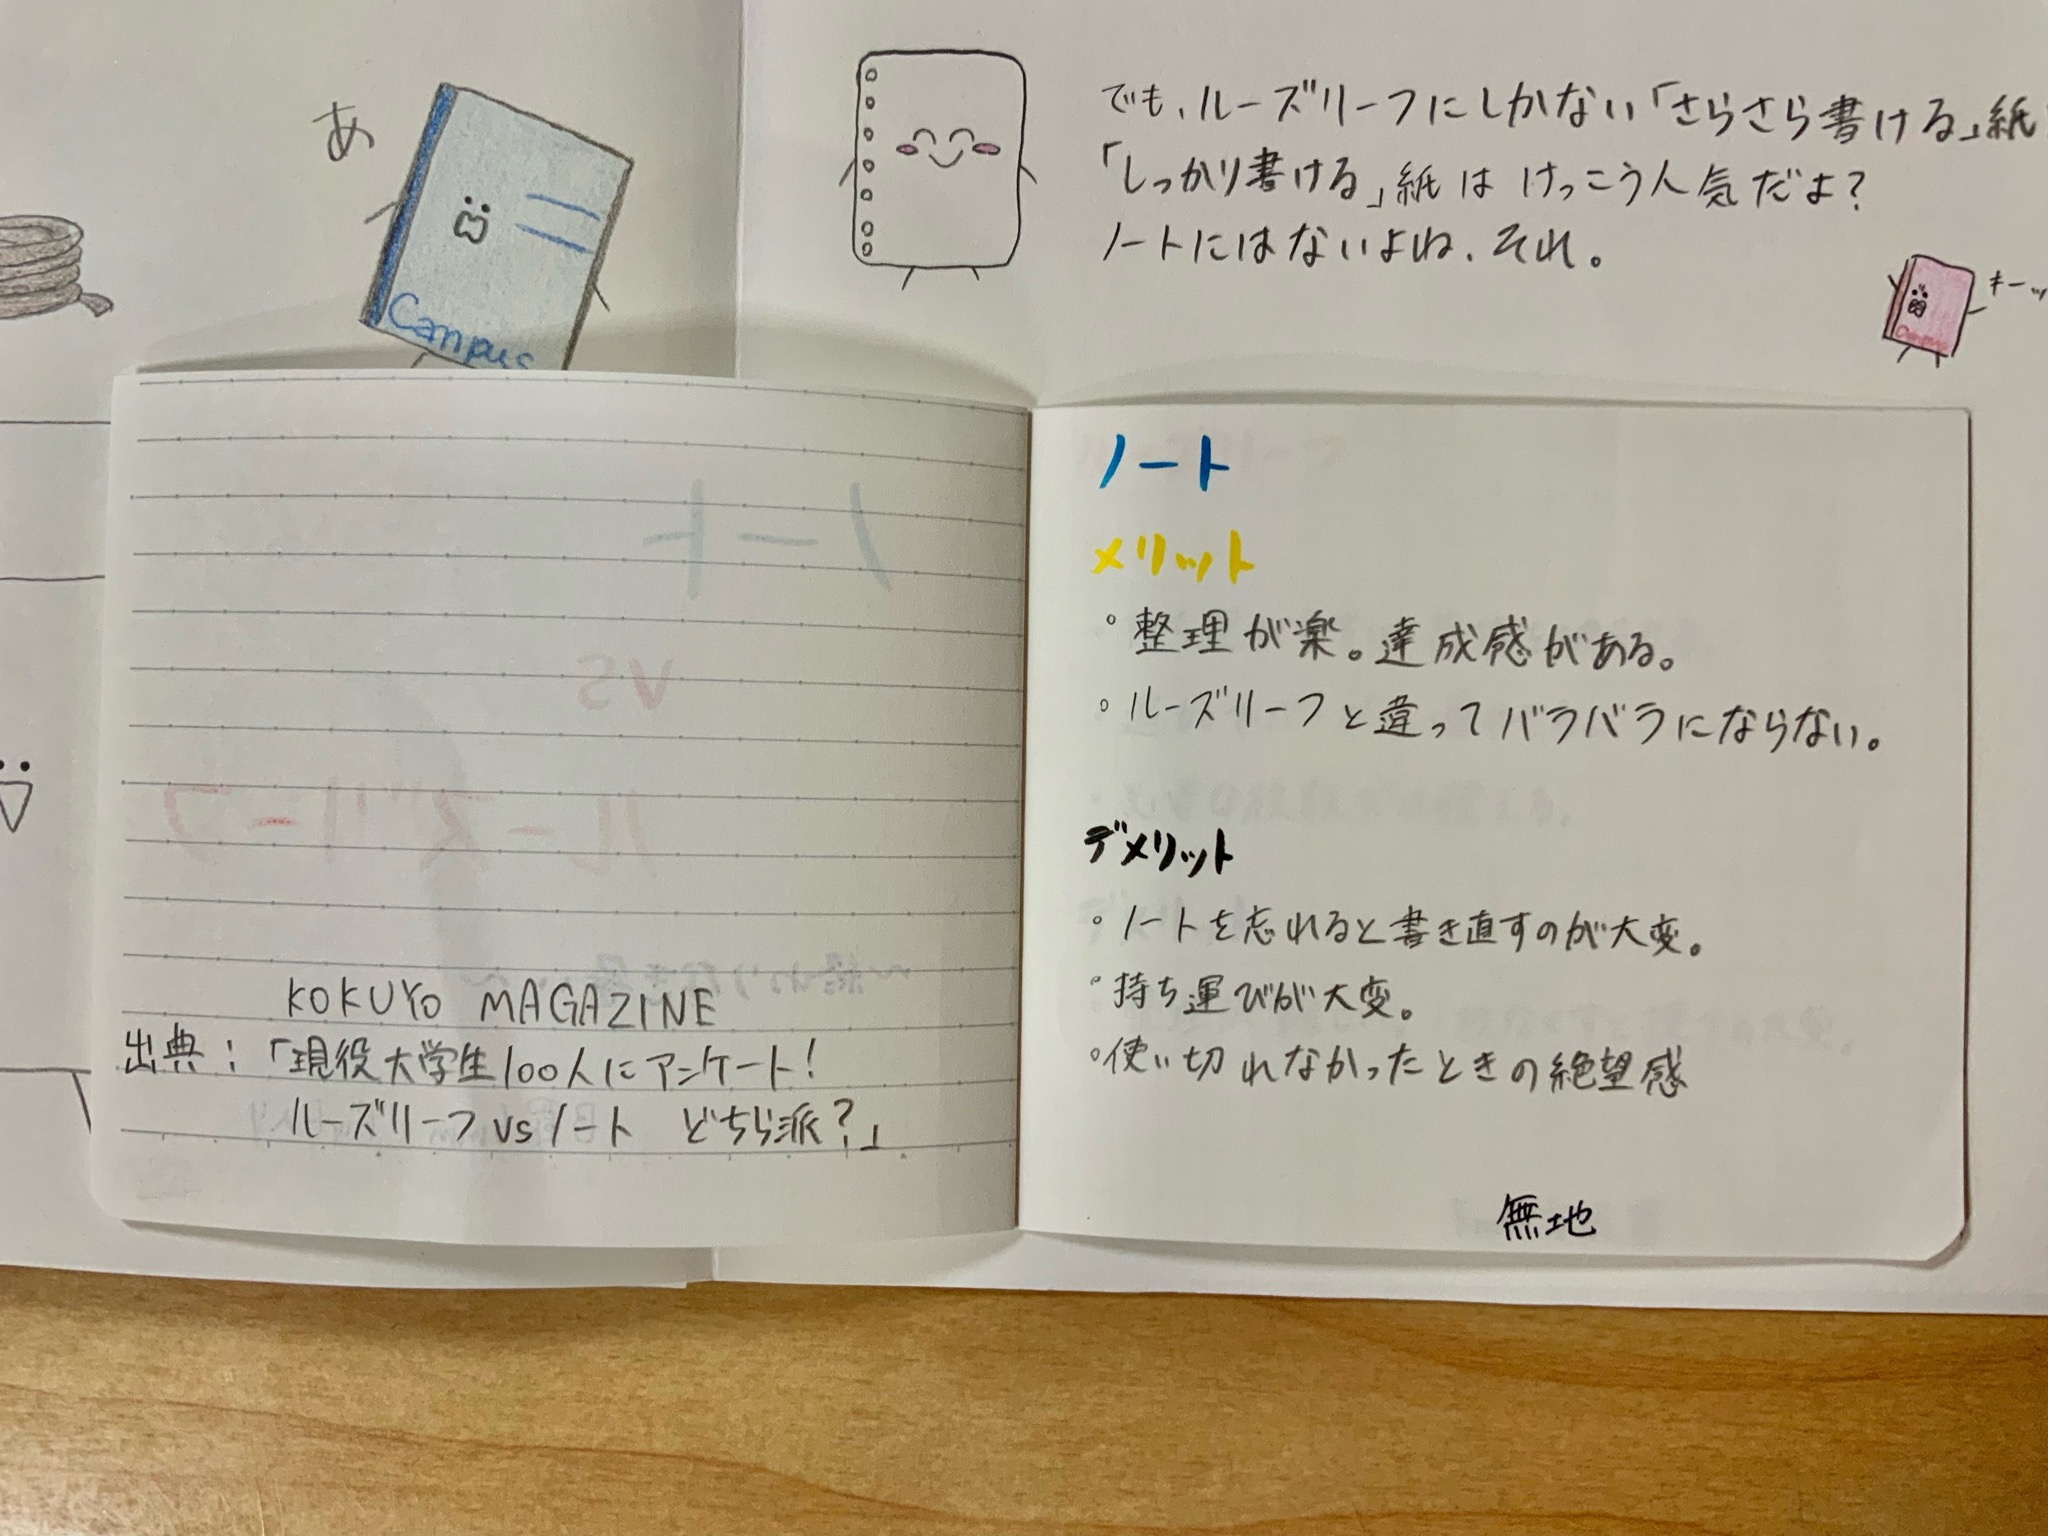 あ
Campus
でも、ルーズリーフにしかない「さらさら書ける」紙
「しっかり書ける」紙は けっこう人気だよ？
ノートにはないよね、それ。
キーッ
Campus
KOKUYO MAGAZINE
出典：「現役大学生100人にアンケート！
ルーズリーフvsノート どちら派？」
ノート
メリット
・整理が楽。達成感がある。
・ルーズリーフと違ってバラバラにならない。
デメリット
・ノートを忘れると書き直すのが大変。
・持ち運びが大変。
・使い切れなかったときの絶望感
無地